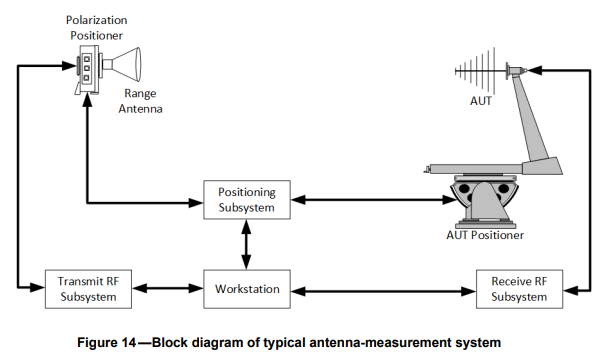 Polarization
Positioner
Range
Antenna
AUT
Positioning
Subsystem
AUT Positioner
Transmit RF
Subsystem
Workstation
Receive RF
Subsystem
Figure 14—Block diagram of typical antenna-measurement system